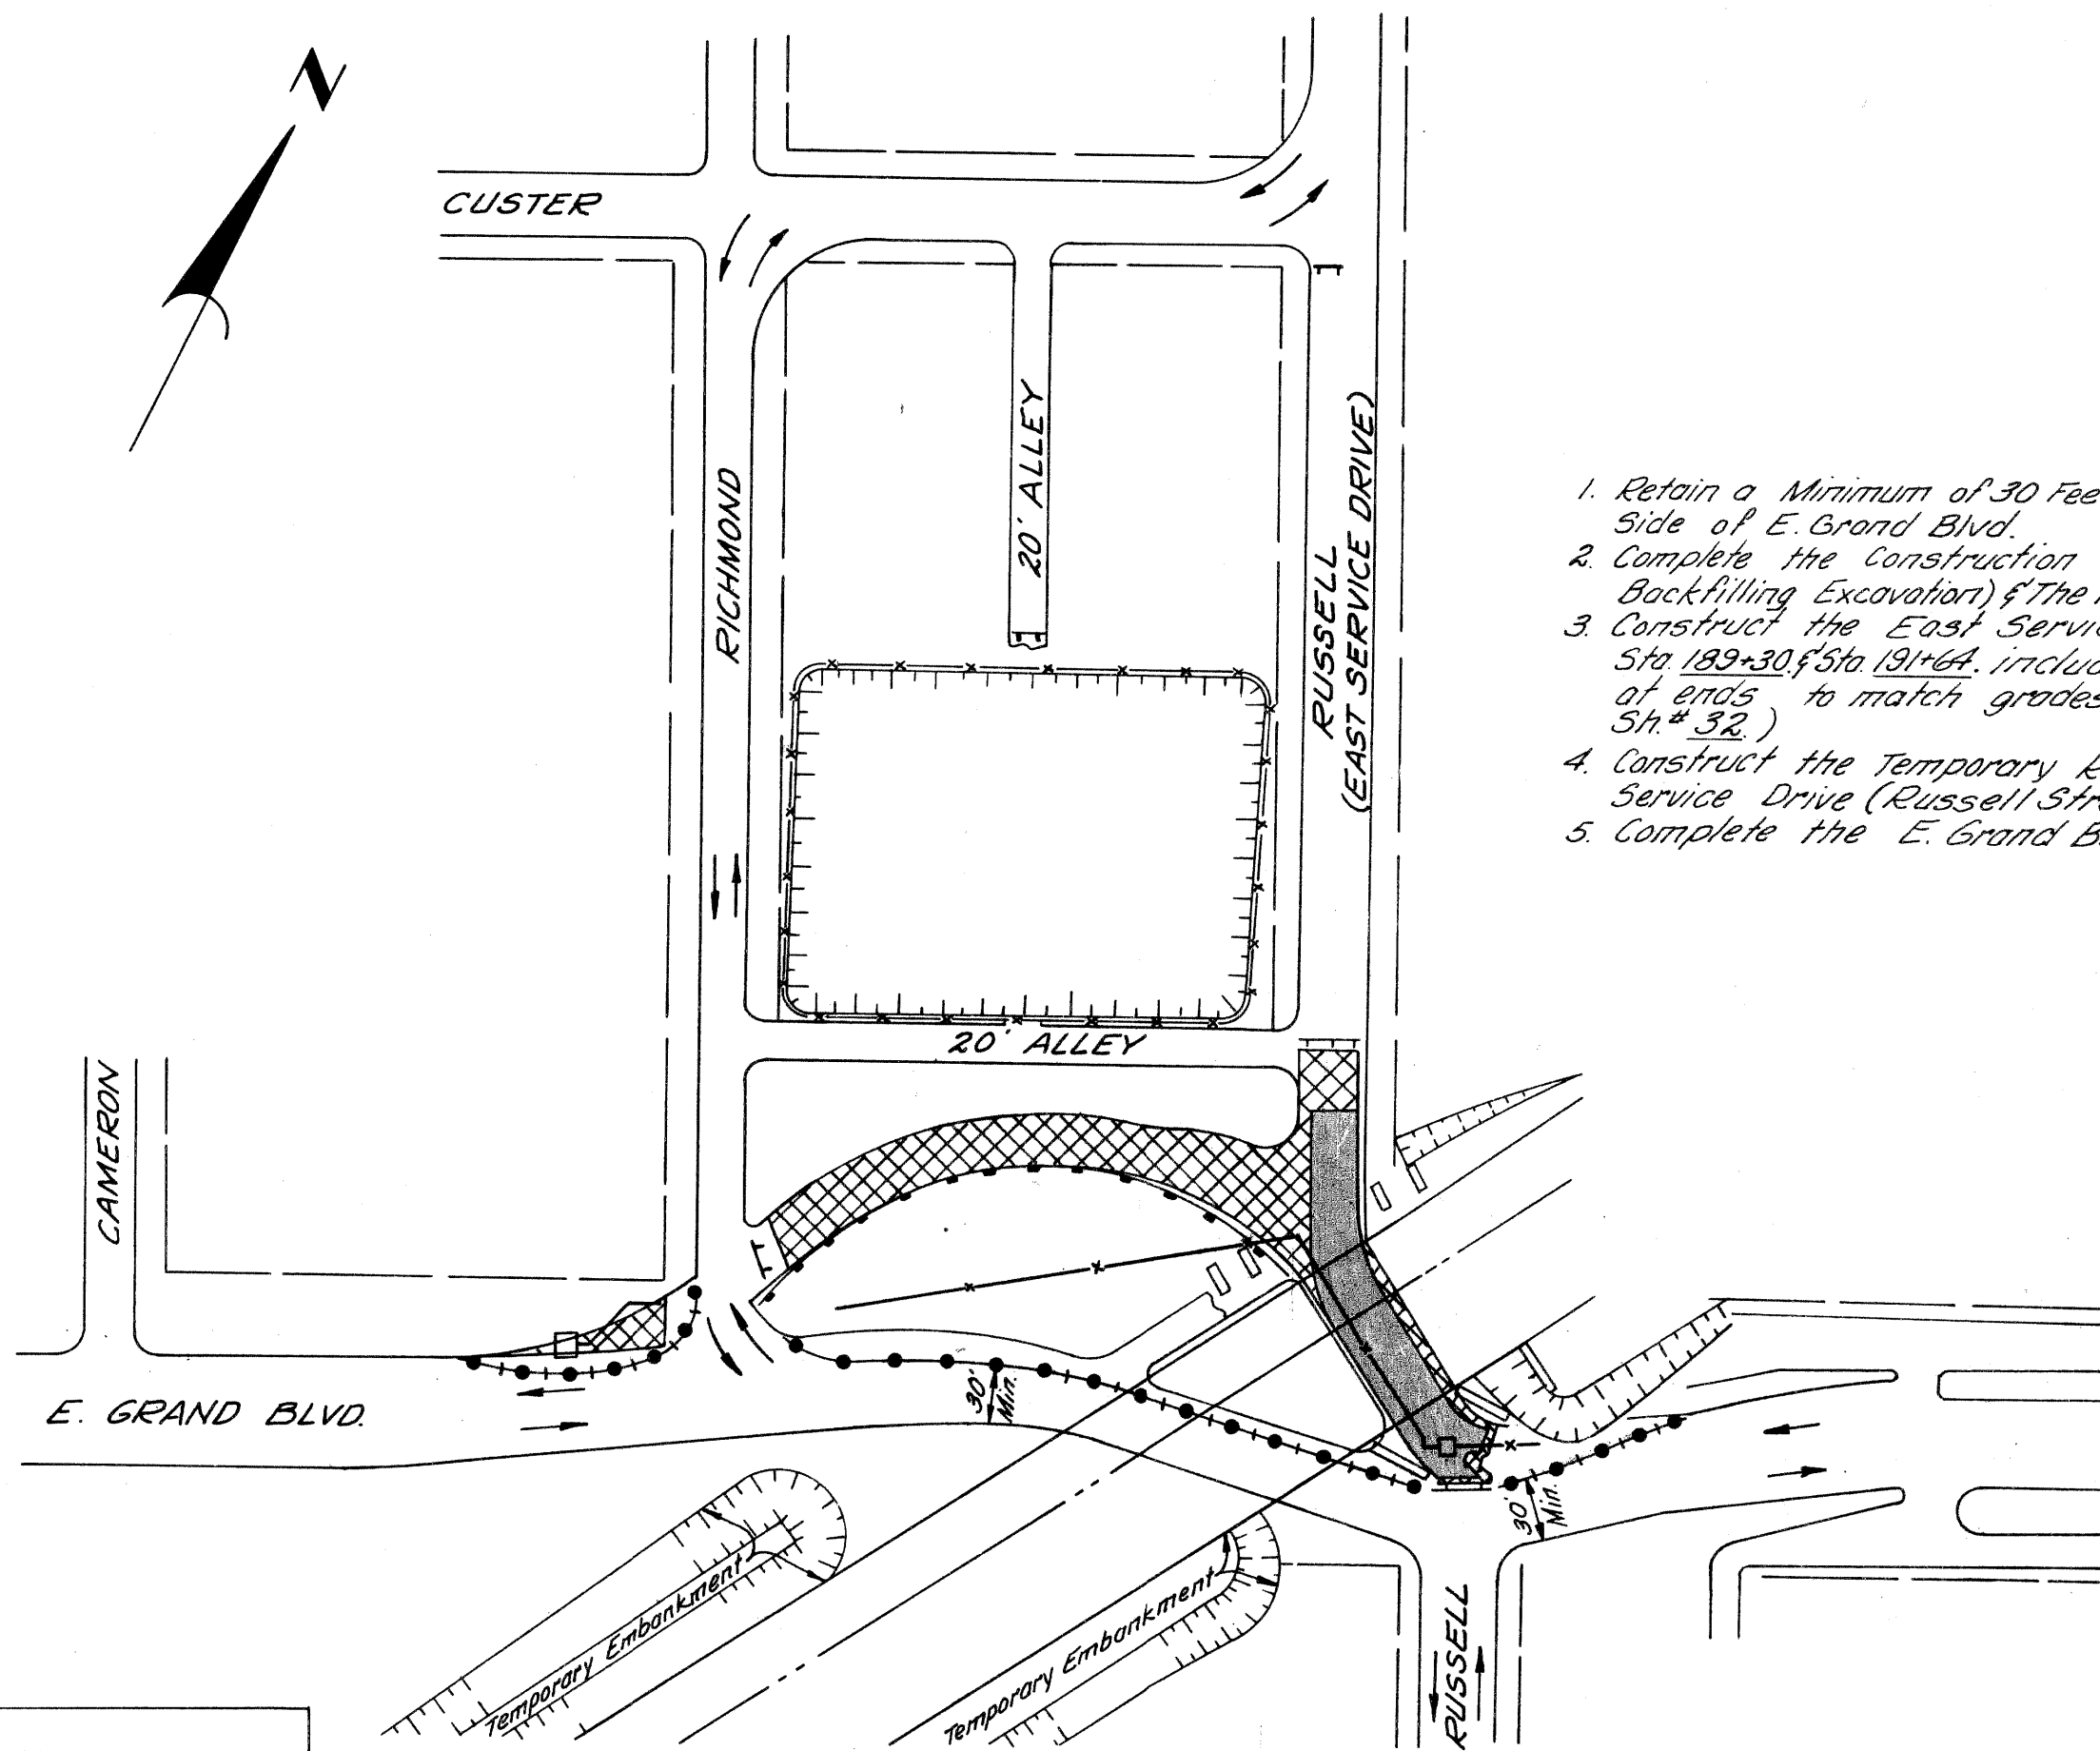 N
CUSTER
20' ALLEY
RICHMOND
RUSSELL
(EAST SERVICE DRIVE)
1. Retain a Minimum of 30 Fee
Side of E. Grand Blvd.
2. Complete the Construction
Backfilling Excavation) & The
3. Construct the East Servi
Sta. 189+30. & Sta. 191+64. inclu
at ends to match grades
Sh. # 32.)
4. Construct the Temporary
Service Drive (Russell Str
5. Complete the E. Grand B
20' ALLEY
CAMERON
E. GRAND BLVD.
30'
Min.
30'
Min.
Temporary Embankment
Temporary Embankment
RUSSELL